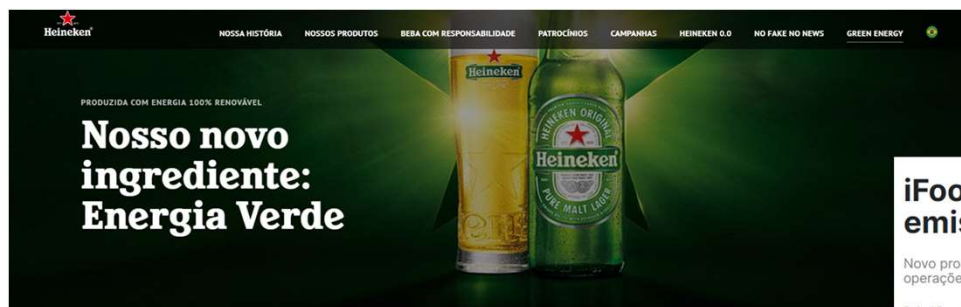 Heineken
NOSSA HISTÓRIA NOSSOS PRODUTOS BEBA COM RESPONSABILIDADE PATROCÍNIOS CAMPANHAS HEINEKEN 0.0 NO FAKE NO NEWS GREEN ENERGY
PRODUZIDA COM ENERGIA 100% RENOVÁVEL
Nosso novo
ingrediente:
Energia Verde
Heineken
HEINEKEN ORIGINAL
Heineken
PURE MALT LAGER
iFoo
emis
Novo pro
operaçõe